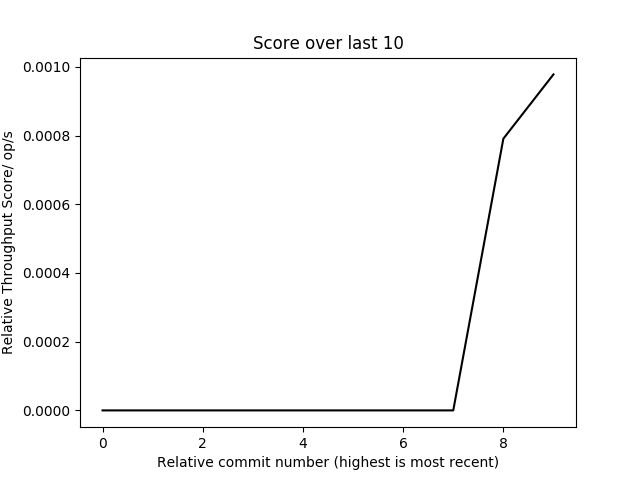 Score over last 10
Relative Throughput Score/ op/s
0.0010
0.0008
0.0006
0.0004
0.0002
0.0000
0 2 4 6 8
Relative commit number (highest is most recent)